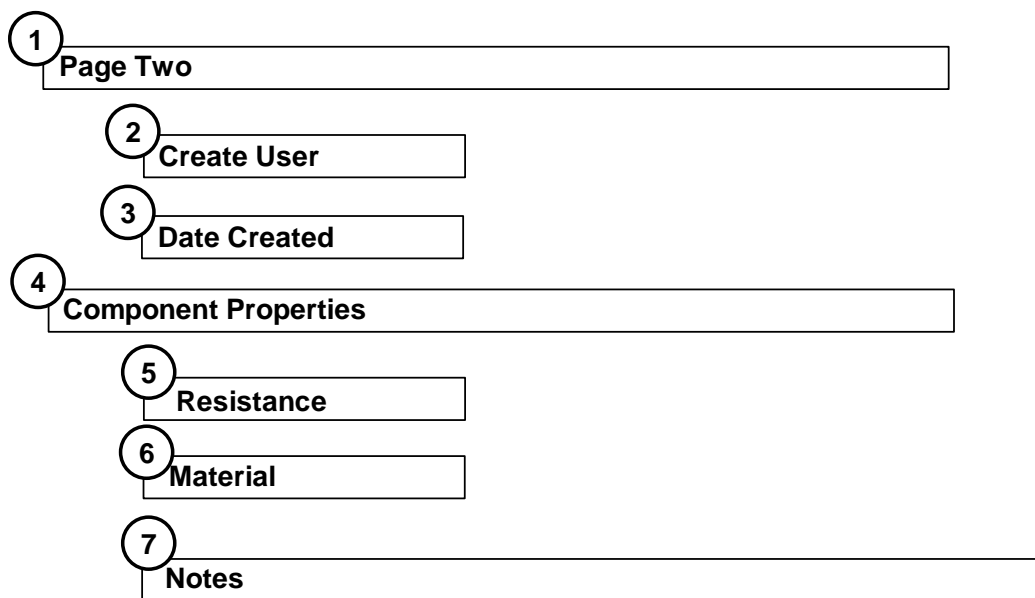 1
Page Two
2
Create User
3
Date Created
4
Component Properties
5
Resistance
6
Material
7
Notes